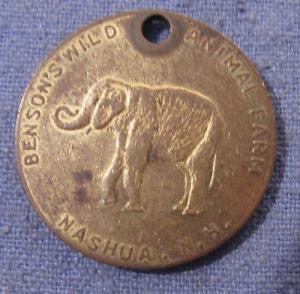 BENSON'S WILD ANIMAL FARM
NASHUA, N.H.